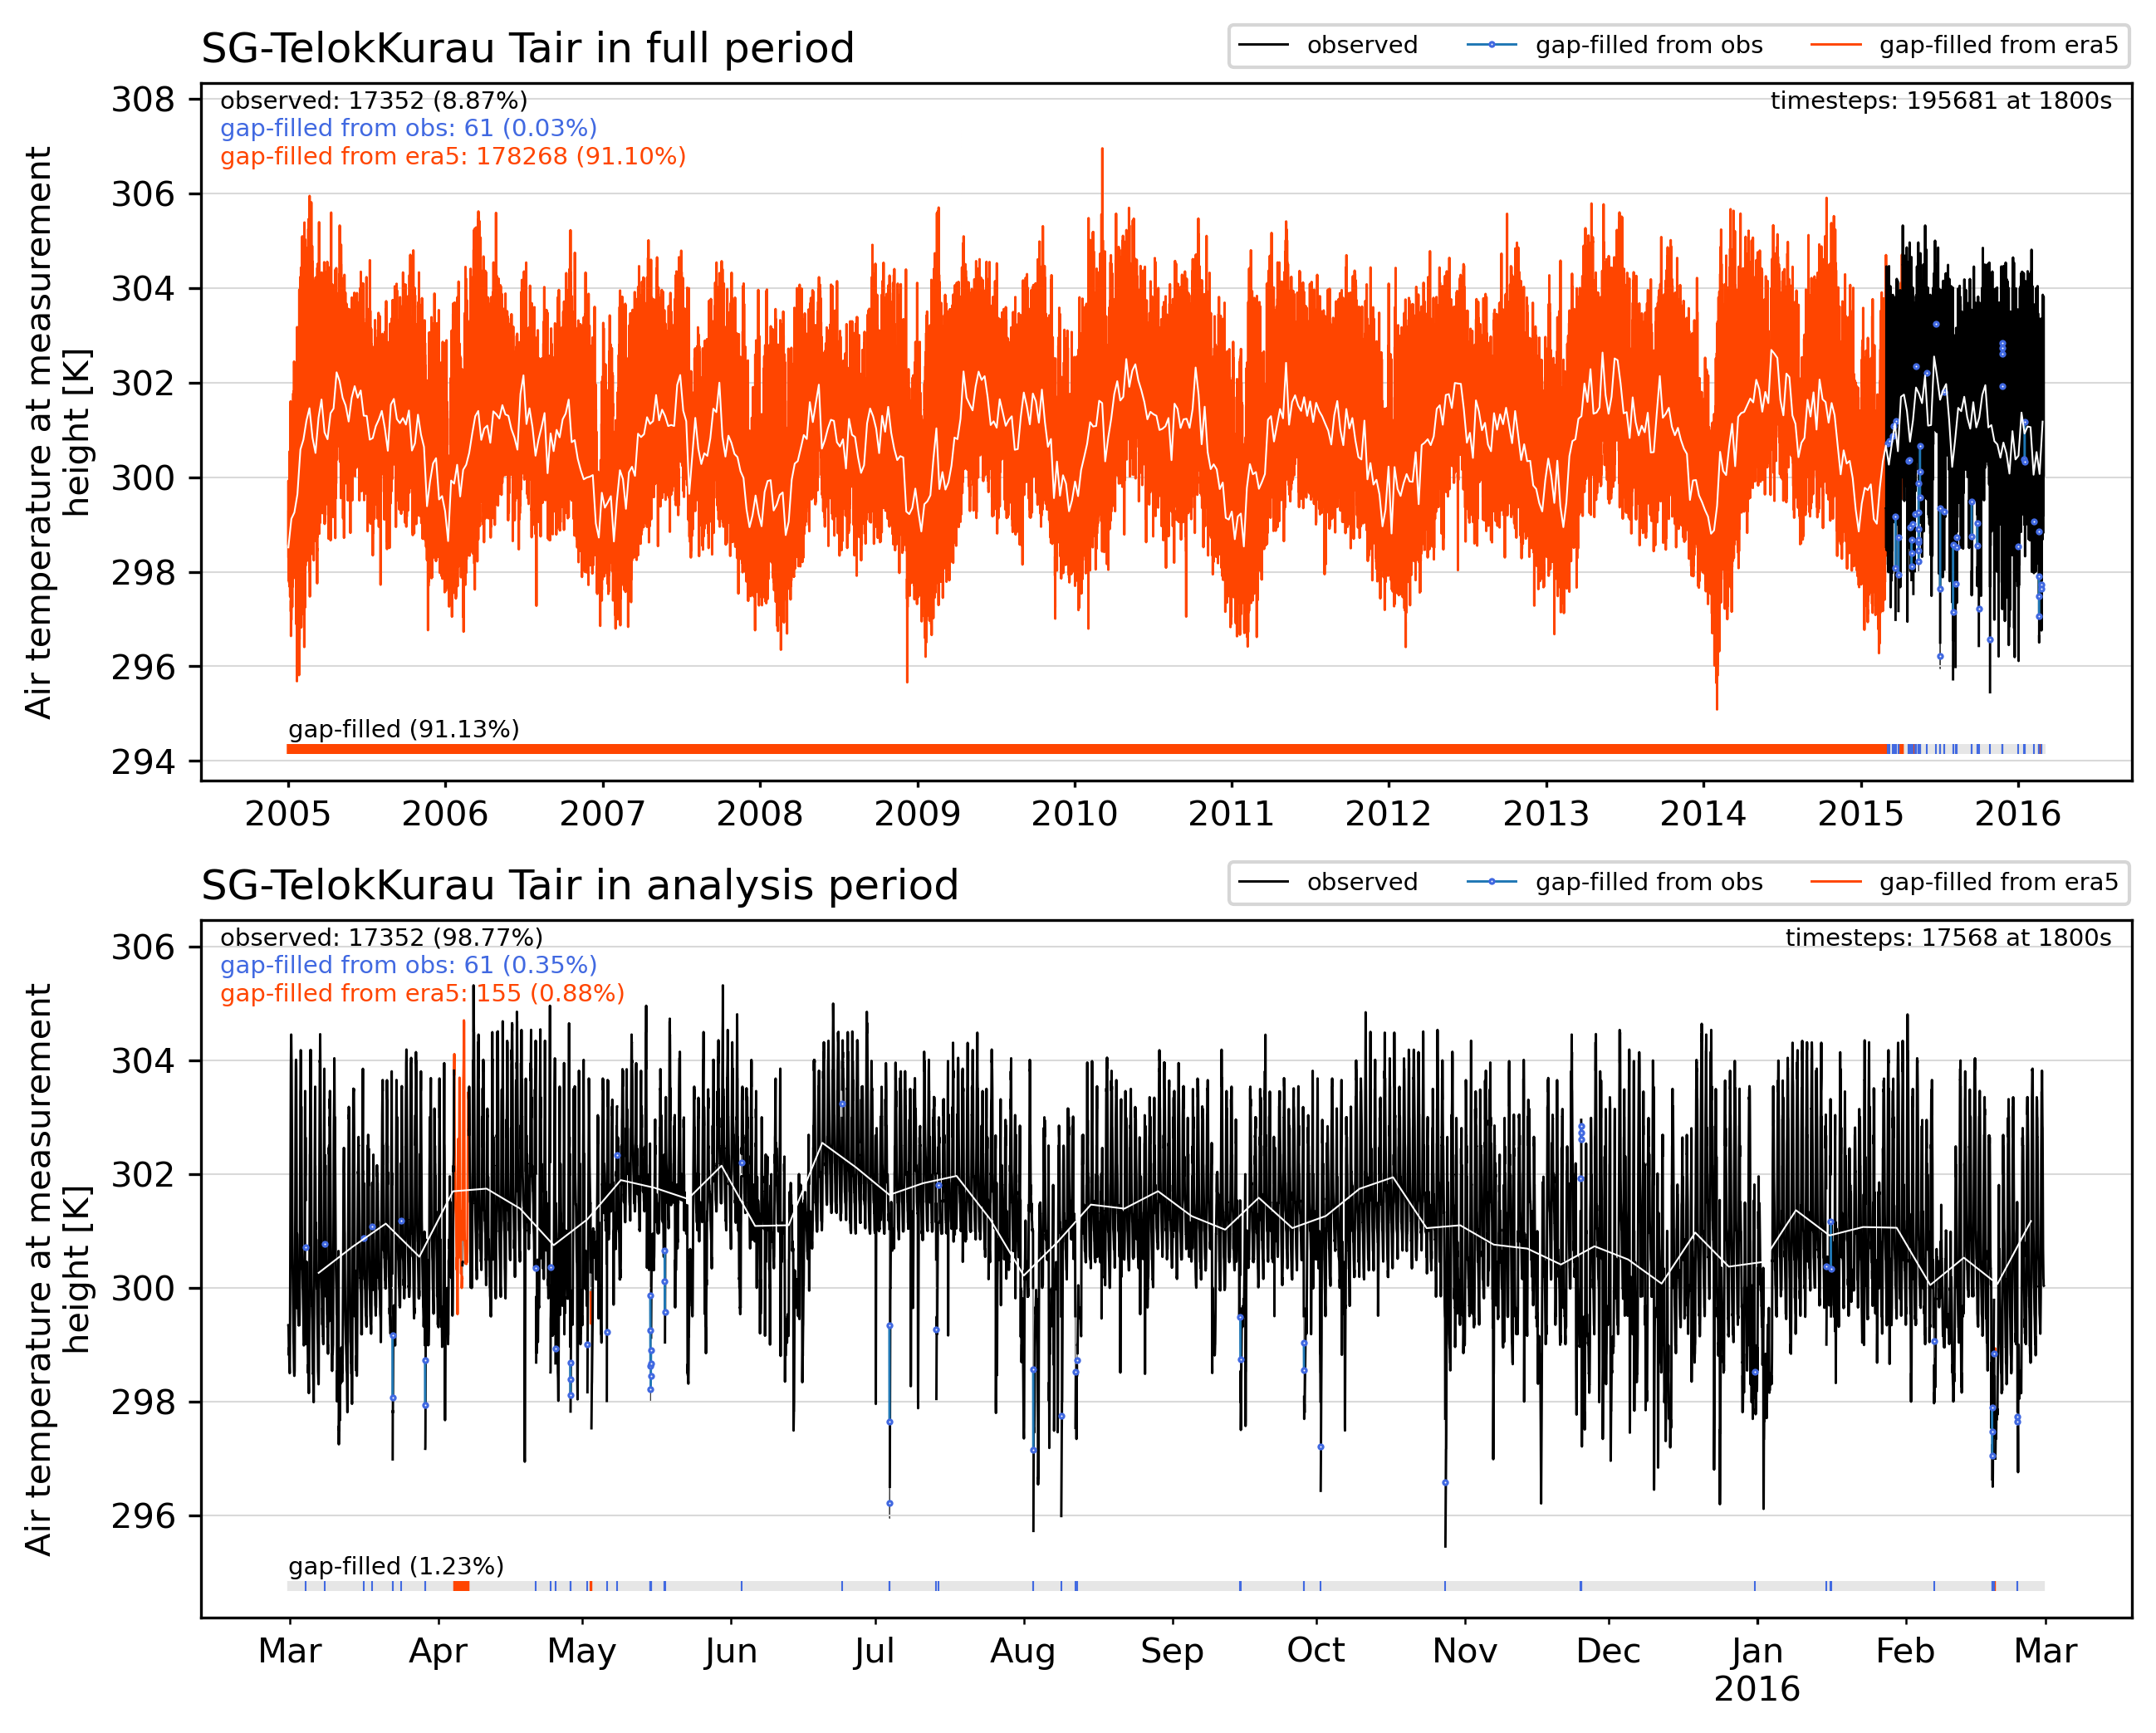 SG-TelokKurau Tair in full period
observed
gap-filled from obs
gap-filled from era5
observed: 17352 (8.87%)
gap-filled from obs: 61 (0.03%)
gap-filled from era5: 178268 (91.10%)
timesteps: 195681 at 1800s
Air temperature at measurement
height [K]
308
306
304
302
300
298
296
294
gap-filled (91.13%)
2005
2006
2007
2008
2009
2010
2011
2012
2013
2014
2015
2016
SG-TelokKurau Tair in analysis period
observed
gap-filled from obs
gap-filled from era5
observed: 17352 (98.77%)
gap-filled from obs: 61 (0.35%)
gap-filled from era5: 155 (0.88%)
timesteps: 17568 at 1800s
Air temperature at measurement
height [K]
306
304
302
300
298
296
gap-filled (1.23%)
Mar
Apr
May
Jun
Jul
Aug
Sep
Oct
Nov
Dec
Jan
2016
Feb
Mar